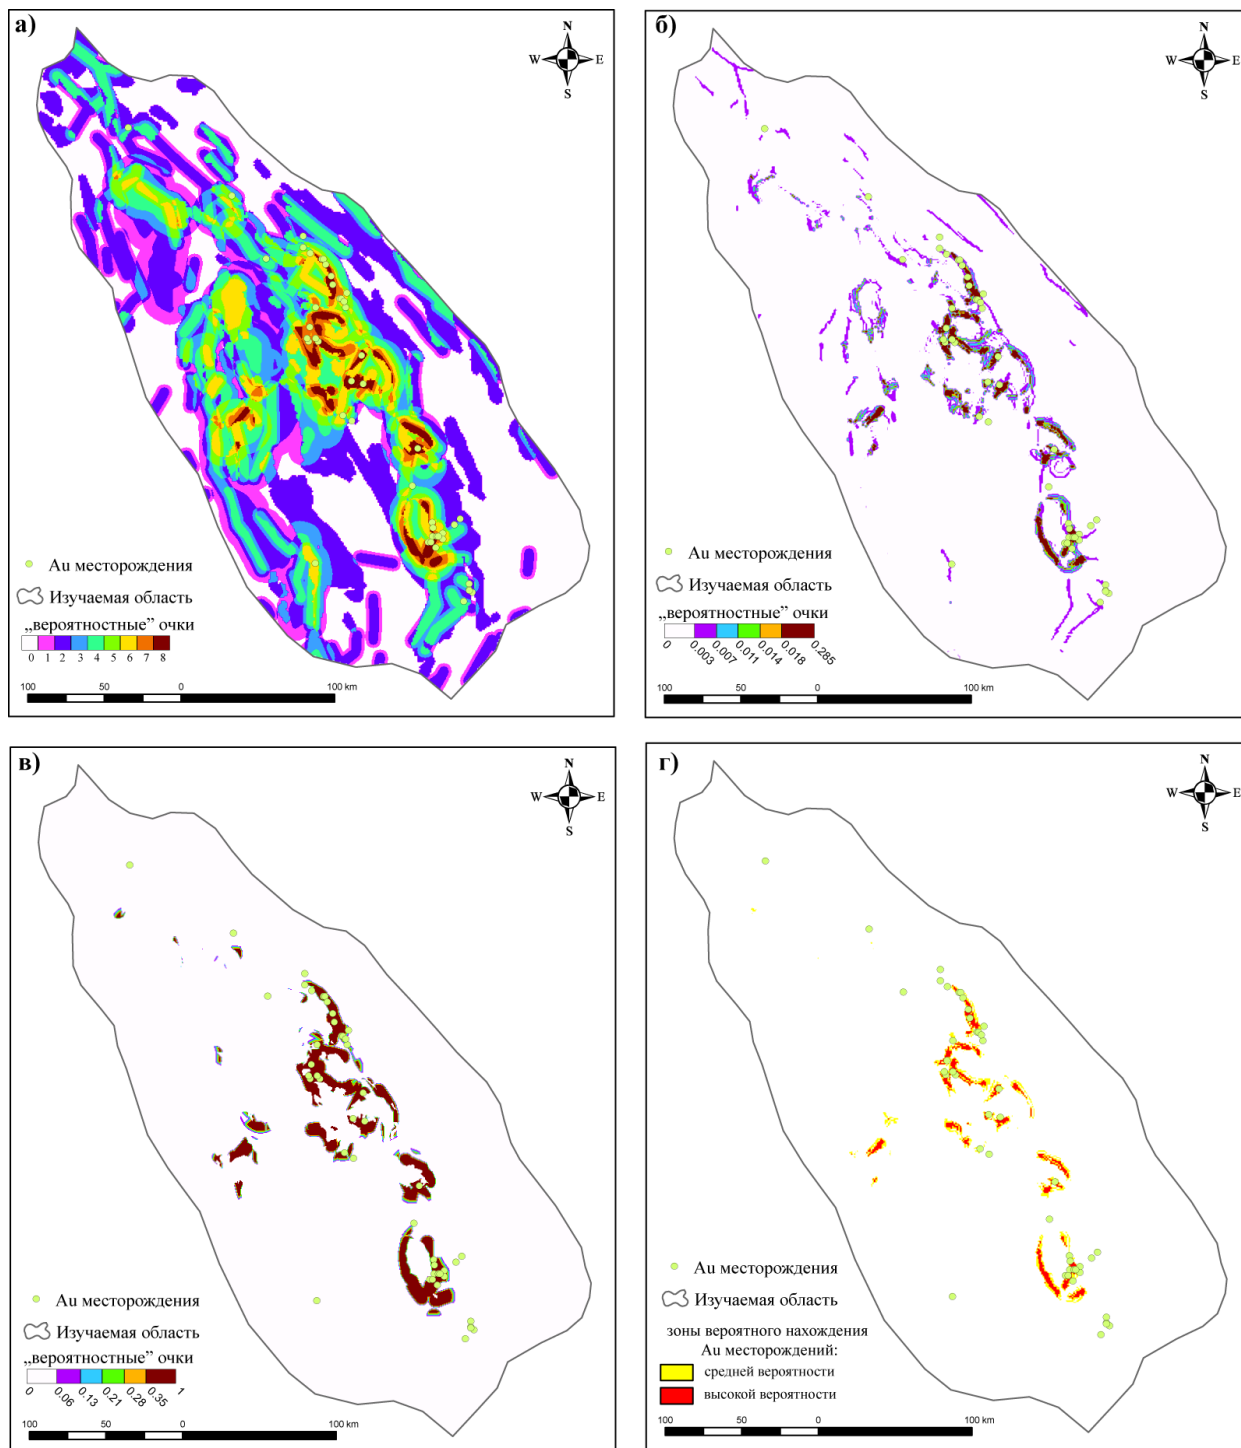 а)
N
W E
S
Au месторождения
Изучаемая область
„вероятностные” очки
0 1 2 3 4 5 6 7 8
100 50 0 100 km
б)
N
W E
S
Au месторождения
Изучаемая область
„вероятностные” очки
0 0.003 0.007 0.011 0.014 0.018 0.285
100 50 0 100 km
в)
N
W E
S
Au месторождения
Изучаемая область
„вероятностные” очки
0 0.06 0.13 0.21 0.28 0.35 1
100 50 0 100 km
г)
N
W E
S
Au месторождения
Изучаемая область
зоны вероятного нахождения
Au месторождений:
средней вероятности
высокой вероятности
100 50 0 100 km